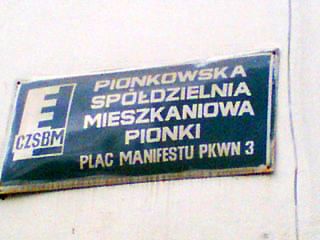 PIONKOWSKA
SPÓŁDZIELNIA
MIESZKANIOWA
PIONKI
PLAC MANIFESTU PKWN 3
CZSBM